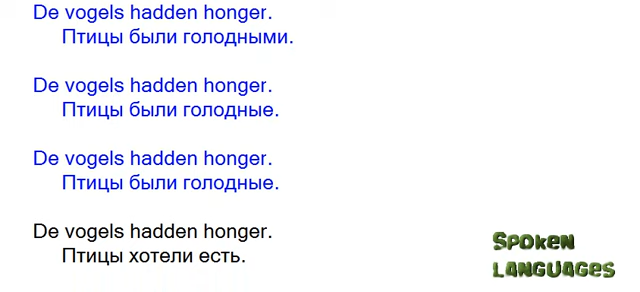 De vogels hadden honger.
Птицы были голодными.
De vogels hadden honger.
Птицы были голодные.
De vogels hadden honger.
Птицы были голодные.
De vogels hadden honger.
Птицы хотели есть.
Spoken
Languages